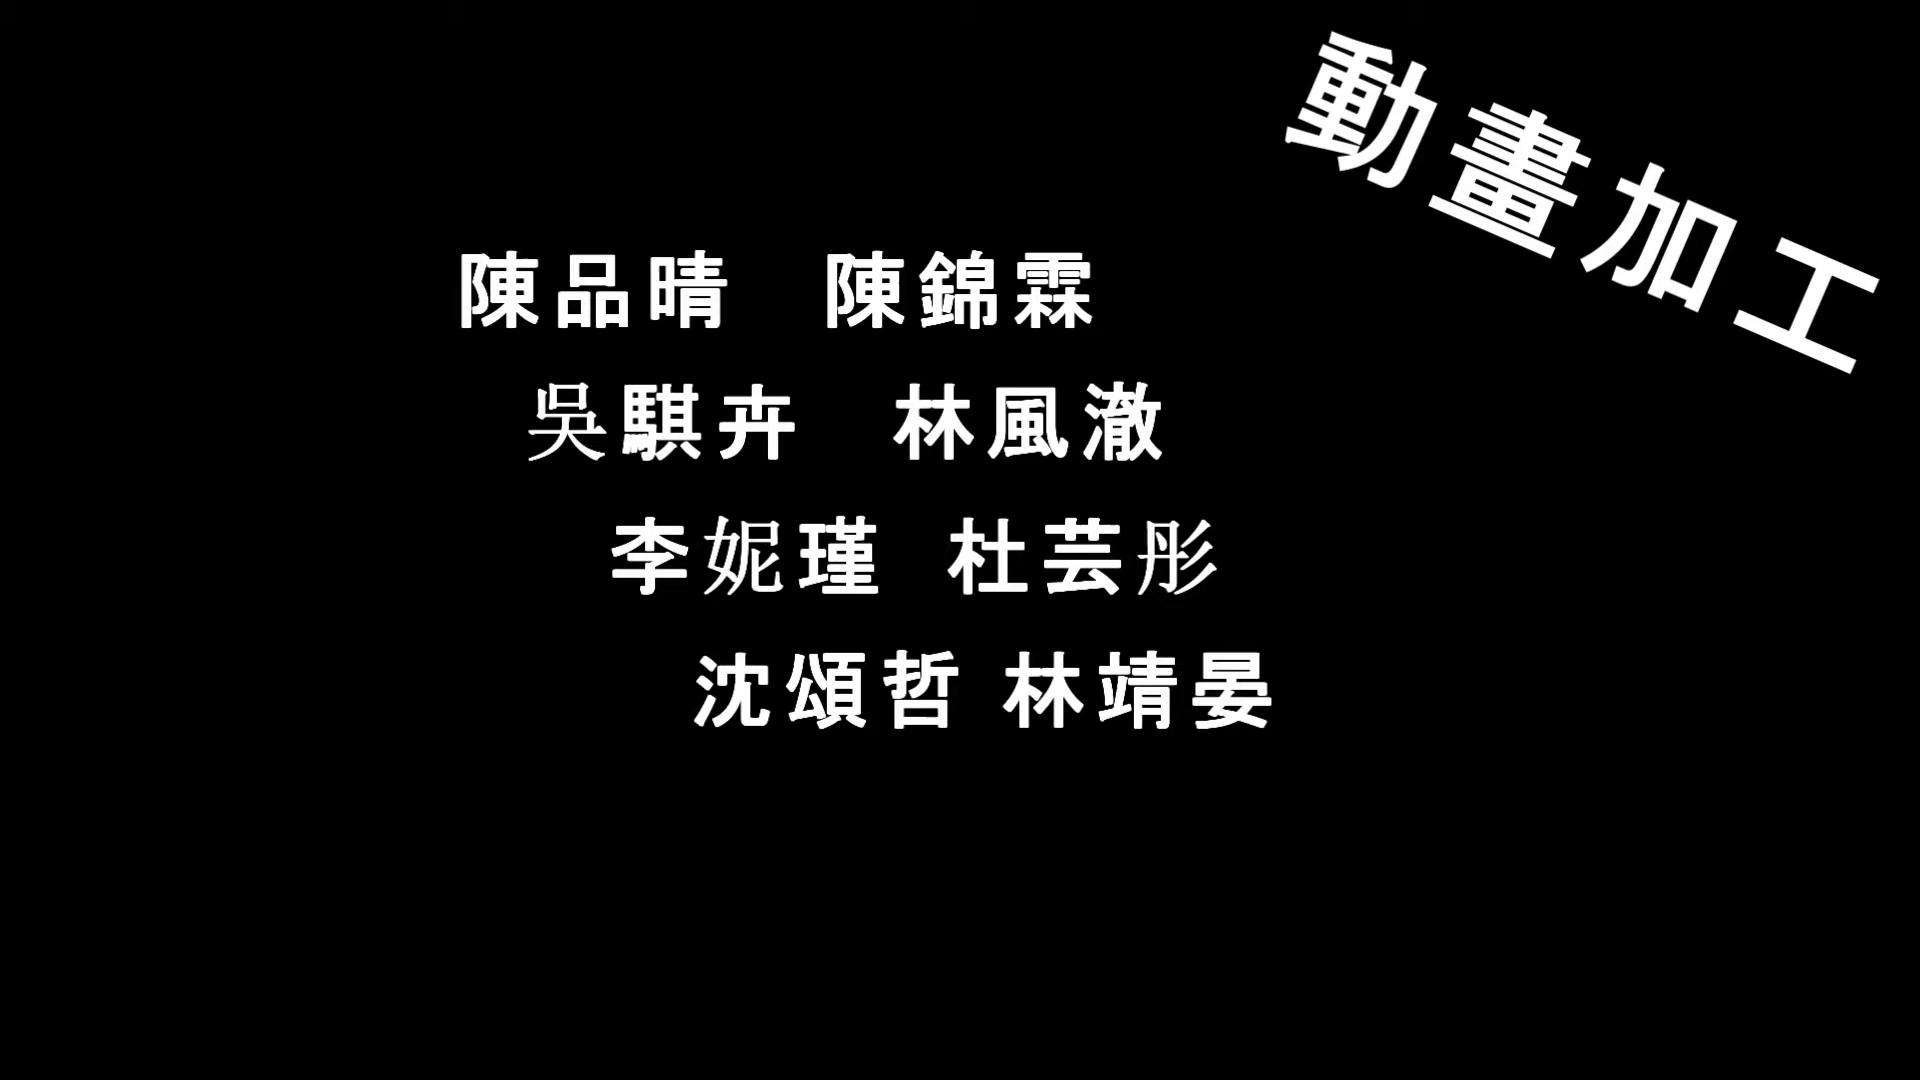 動畫加工
陳品晴 陳錦霖
吳騏卉 林風澈
李妮瑾 杜芸彤
沈頌哲 林靖晏